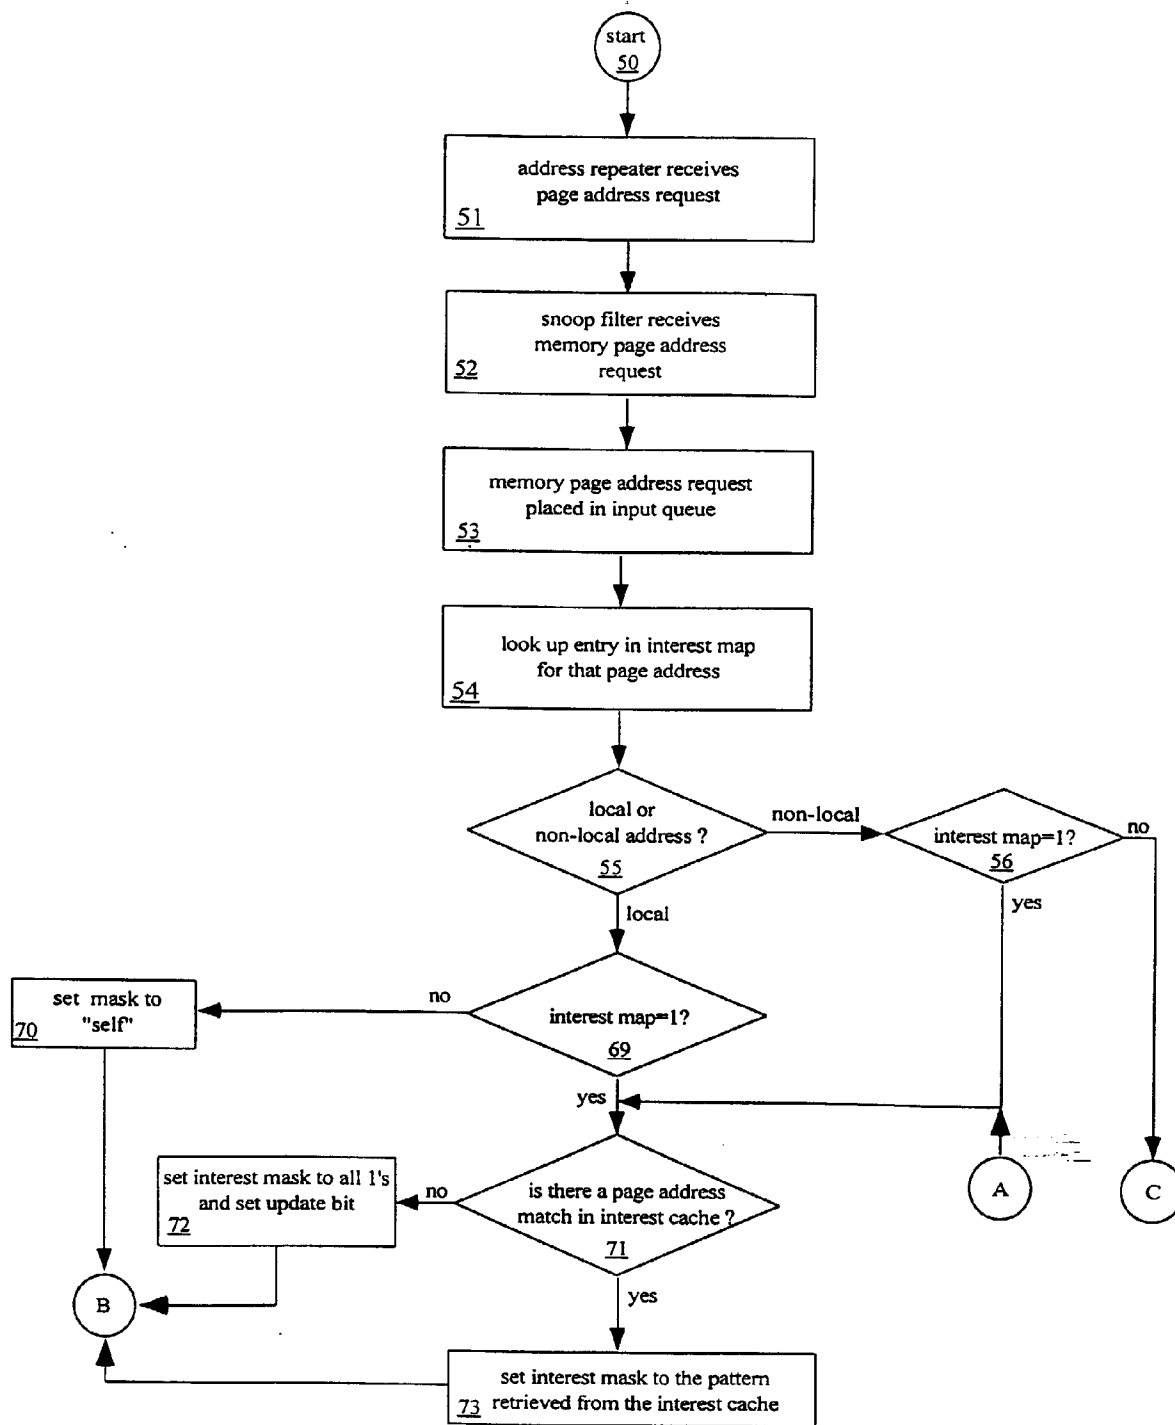 start
50
address repeater receives
page address request
51
snoop filter receives
memory page address
request
52
memory page address request
placed in input queue
53
look up entry in interest map
for that page address
54
local or
non-local address ?
55
non-local
interest map=1?
56
no
yes
local
set mask to
"self"
70
no
interest map=1?
69
yes
set interest mask to all 1's
and set update bit
72
no
is there a page address
match in interest cache ?
71
A
C
B
yes
set interest mask to the pattern
retrieved from the interest cache
73